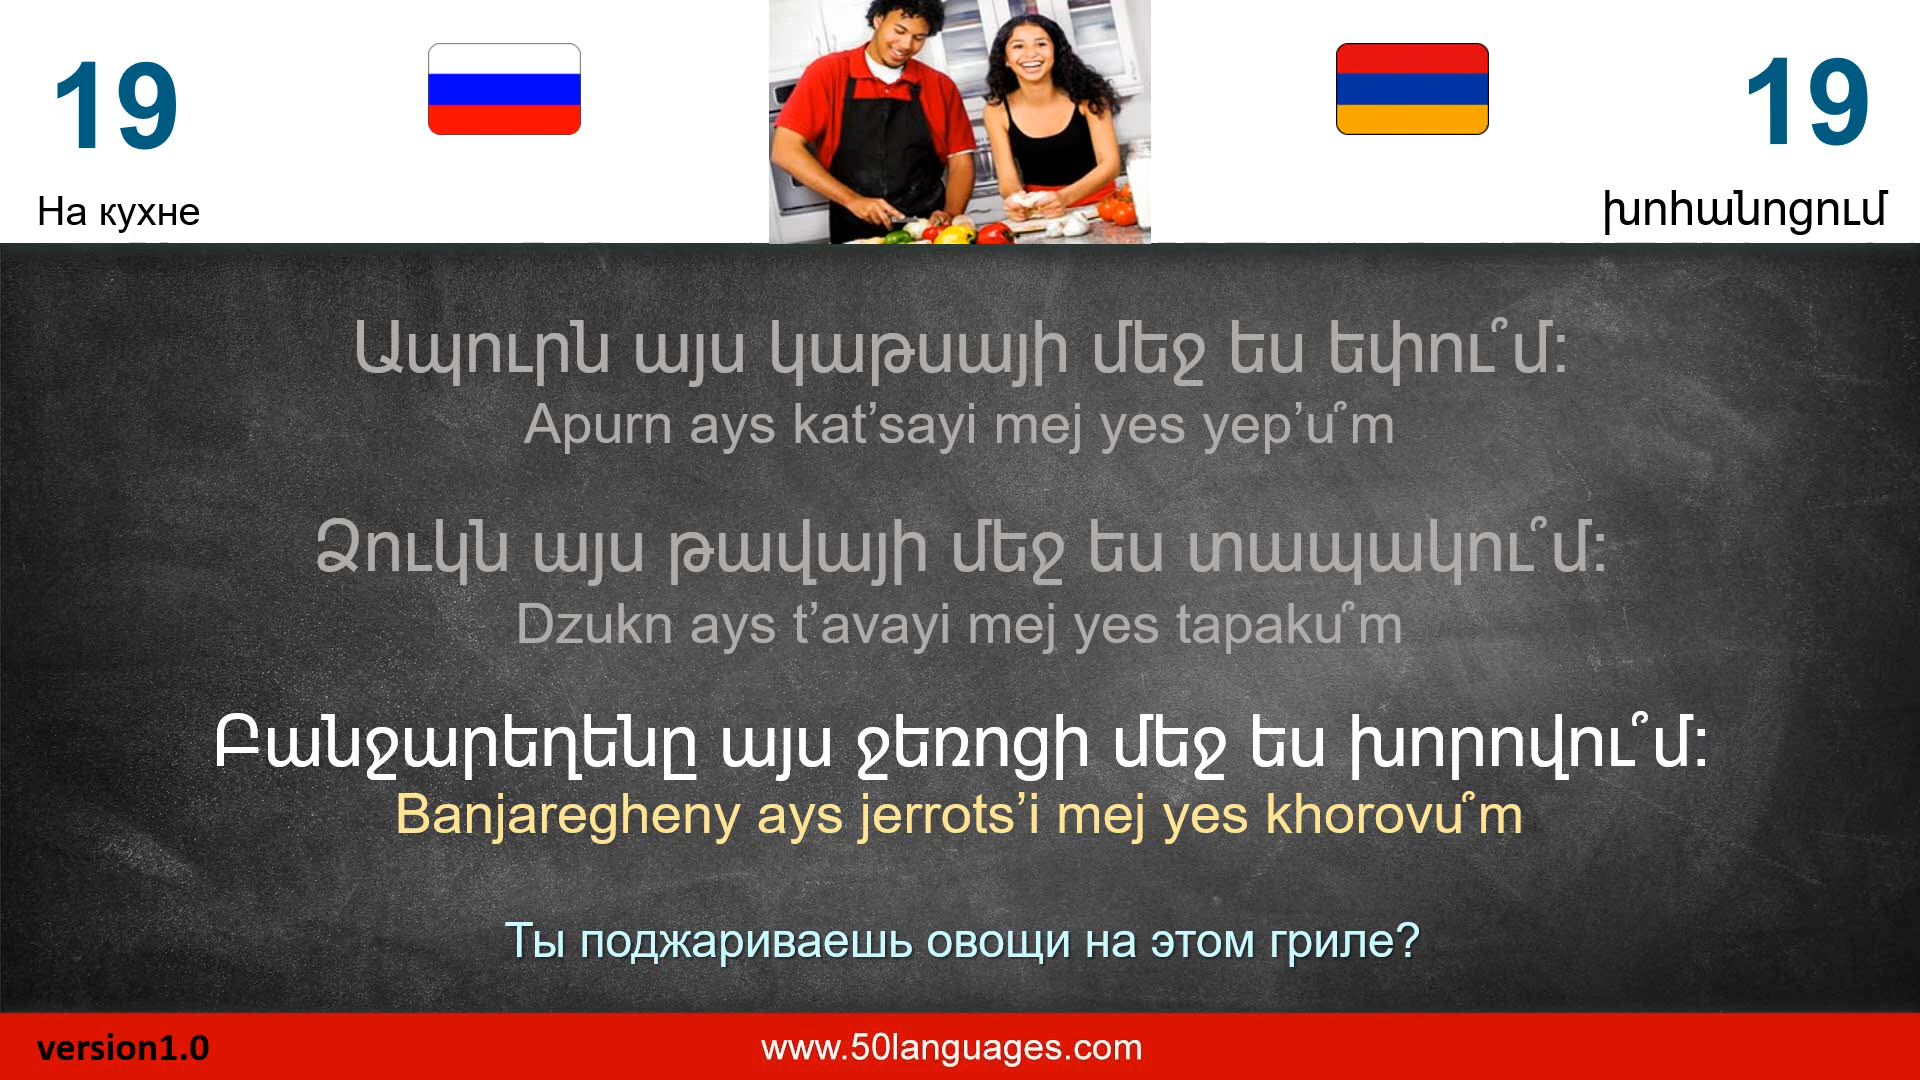 19
19
На кухне
խոհանոցում
Ապուրն այս կաթսայի մեջ ես եփու՞մ:
Apurn ays kat’sayi mej yes yep’u՞m
Ձուկն այս թավայի մեջ ես տապակու՞մ:
Dzukn ays t’avayi mej yes tapaku՞m
Բանջարեղենը այս ջեռոցի մեջ ես խորովու՞մ:
Banjaregheny ays jerrots’i mej yes khorovu՞m
Ты поджариваешь овощи на этом гриле?
version1.0
www.50languages.com